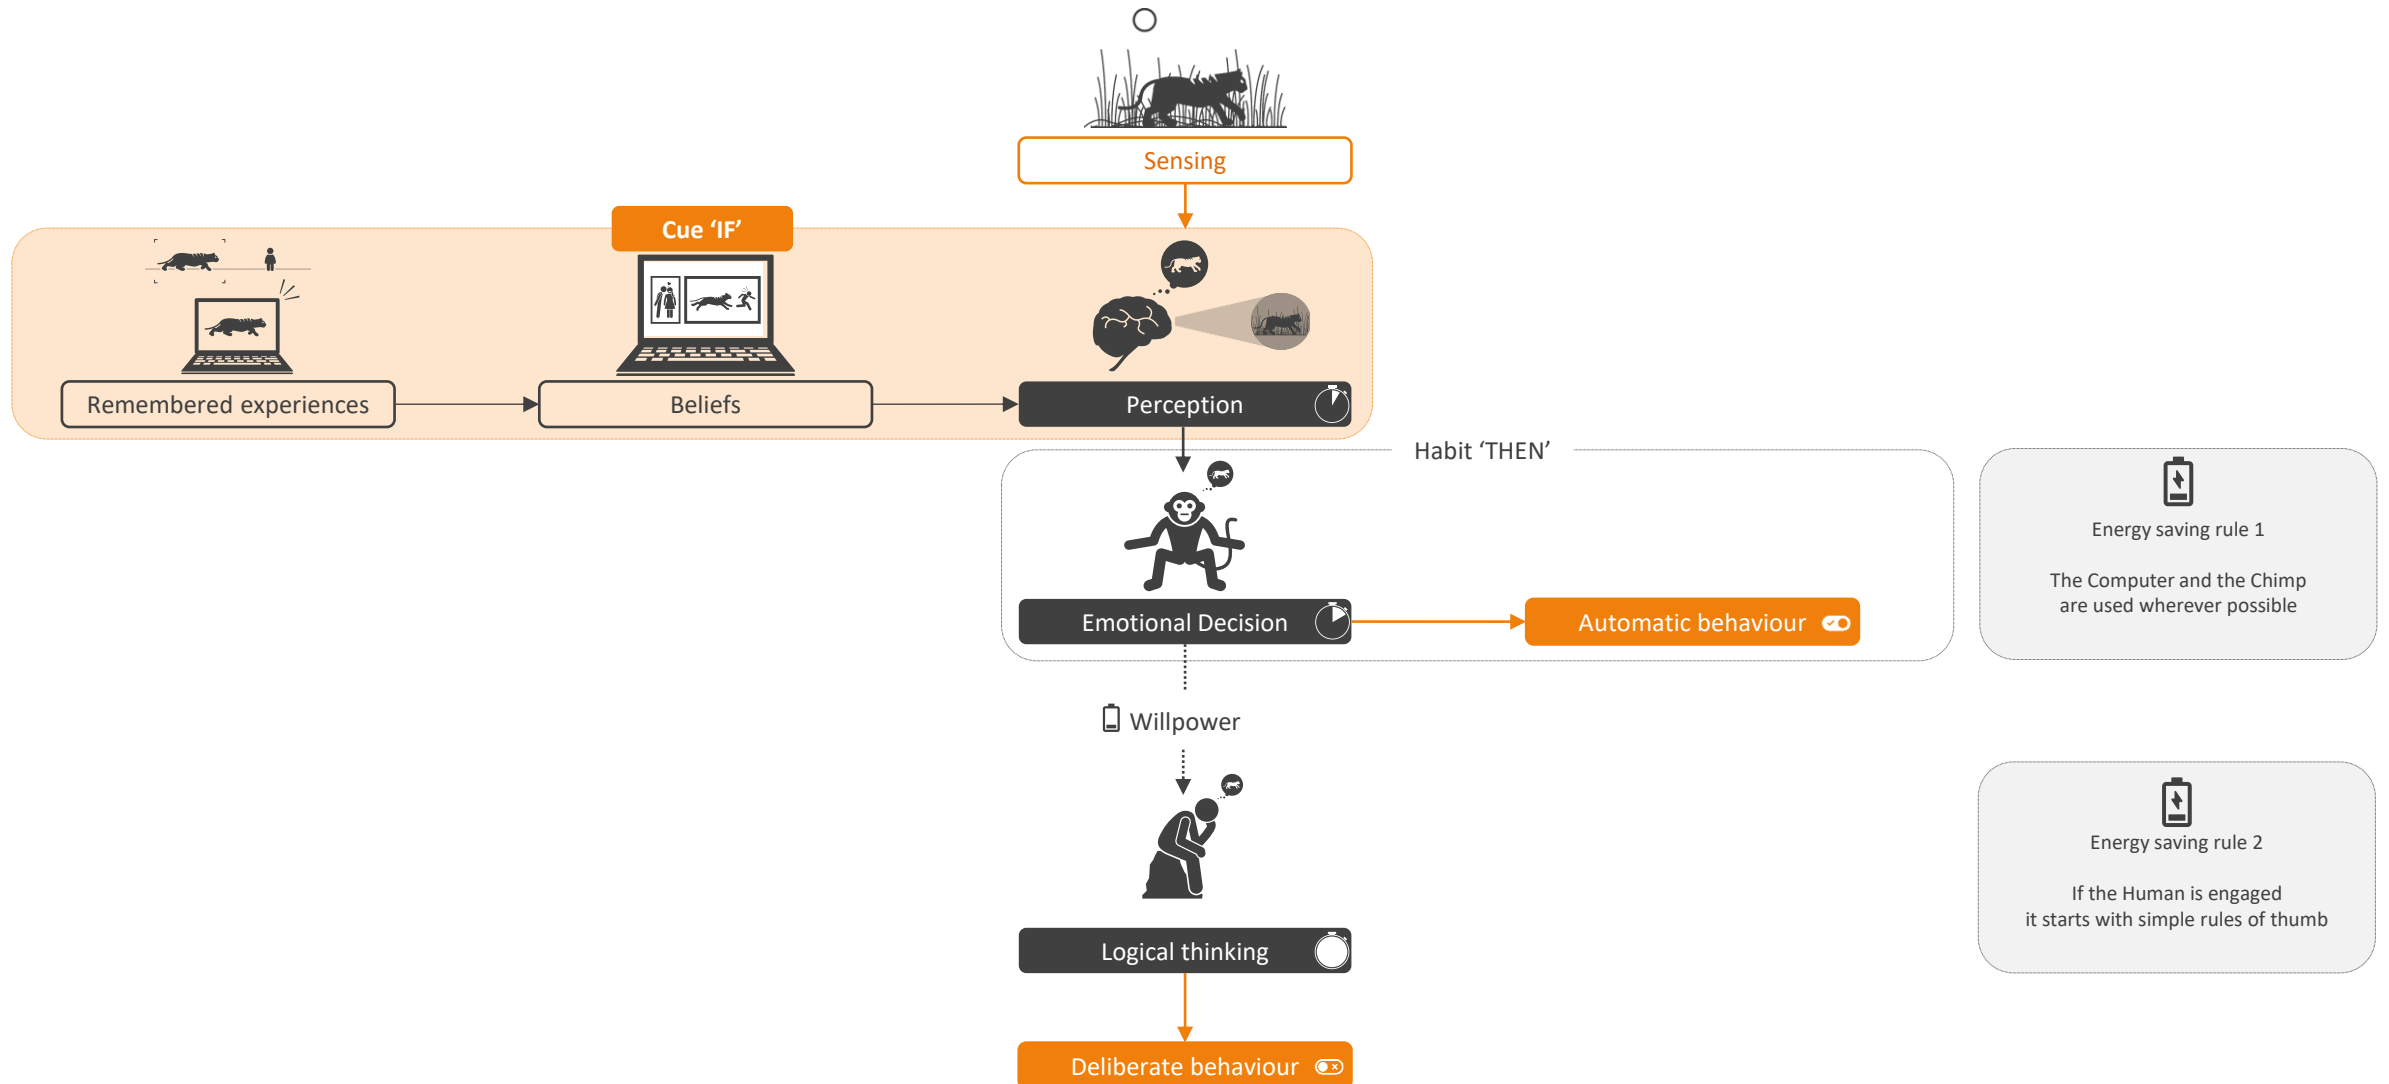 Sensing
Cue ‘IF’
Remembered experiences
Beliefs
Perception
Habit ‘THEN’
Energy saving rule 1
The Computer and the Chimp
are used wherever possible
Emotional Decision
Automatic behaviour
Willpower
Energy saving rule 2
If the Human is engaged
it starts with simple rules of thumb
Logical thinking
Deliberate behaviour